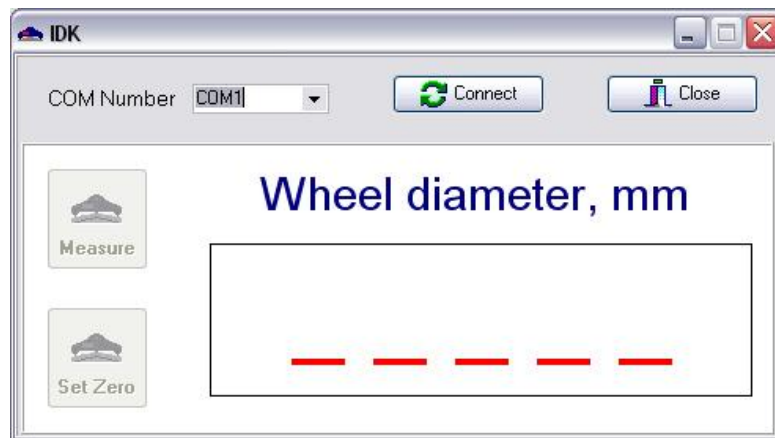 IDK
COM Number COM1 Connect Close
Wheel diameter, mm
Measure
_ _ _ _ _
Set Zero